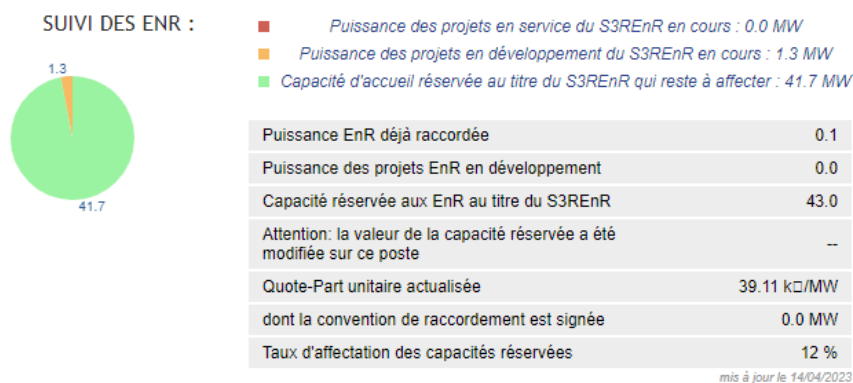 SUIVI DES ENR :
Puissance des projets en service du S3REnR en cours : 0.0 MW
Puissance des projets en développement du S3REnR en cours : 1.3 MW
Capacité d'accueil réservée au titre du S3REnR qui reste à affecter : 41.7 MW
1.3
41.7
Puissance EnR déjà raccordée 0.1
Puissance des projets EnR en développement 0.0
Capacité réservée aux EnR au titre du S3REnR 43.0
Attention: la valeur de la capacité réservée a été
modifiée sur ce poste --
Quote-Part unitaire actualisée 39.11 k□/MW
dont la convention de raccordement est signée 0.0 MW
Taux d'affectation des capacités réservées 12 %
mis à jour le 14/04/2023